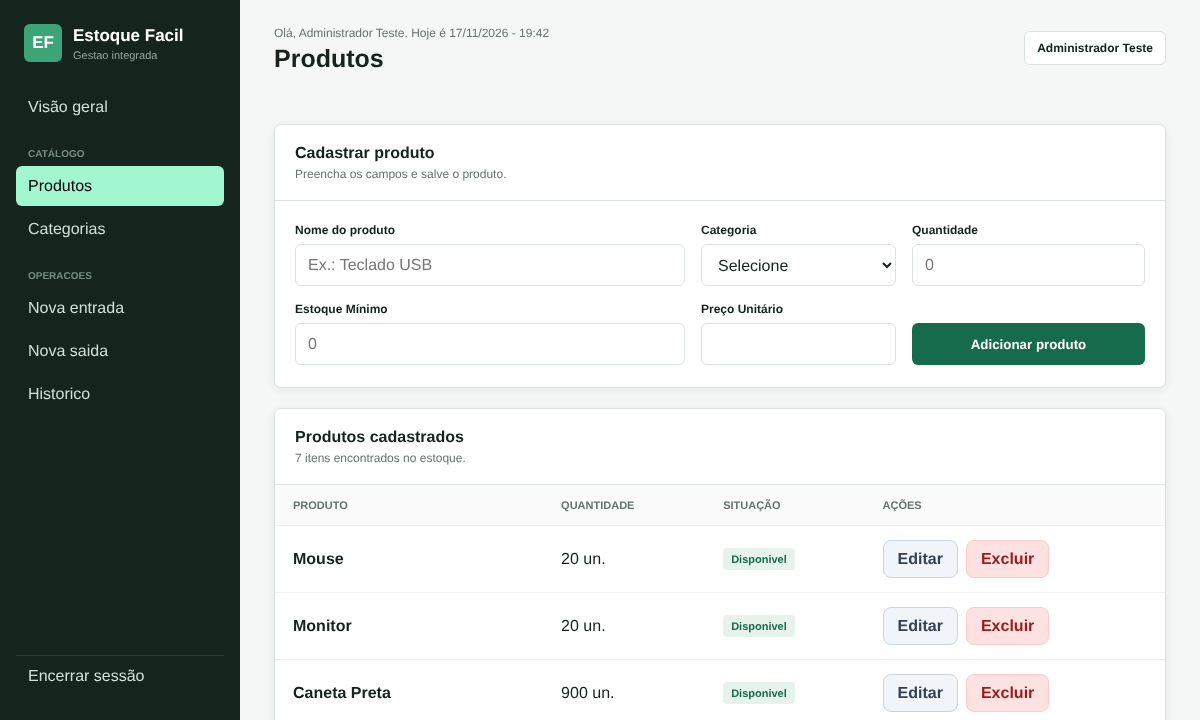 EF
Estoque Facil
Gestao integrada
Visão geral
CATÁLOGO
Produtos
Categorias
OPERACOES
Nova entrada
Nova saida
Historico
Encerrar sessão
Olá, Administrador Teste. Hoje é 17/11/2026 - 19:42
Produtos
Administrador Teste
Cadastrar produto
Preencha os campos e salve o produto.
Nome do produto
Ex.: Teclado USB
Categoria
Selecione
Quantidade
0
Estoque Mínimo
0
Preço Unitário
Adicionar produto
Produtos cadastrados
7 itens encontrados no estoque.
PRODUTO QUANTIDADE SITUAÇÃO AÇÕES
Mouse 20 un. Disponivel Editar Excluir
Monitor 20 un. Disponivel Editar Excluir
Caneta Preta 900 un. Disponivel Editar Excluir